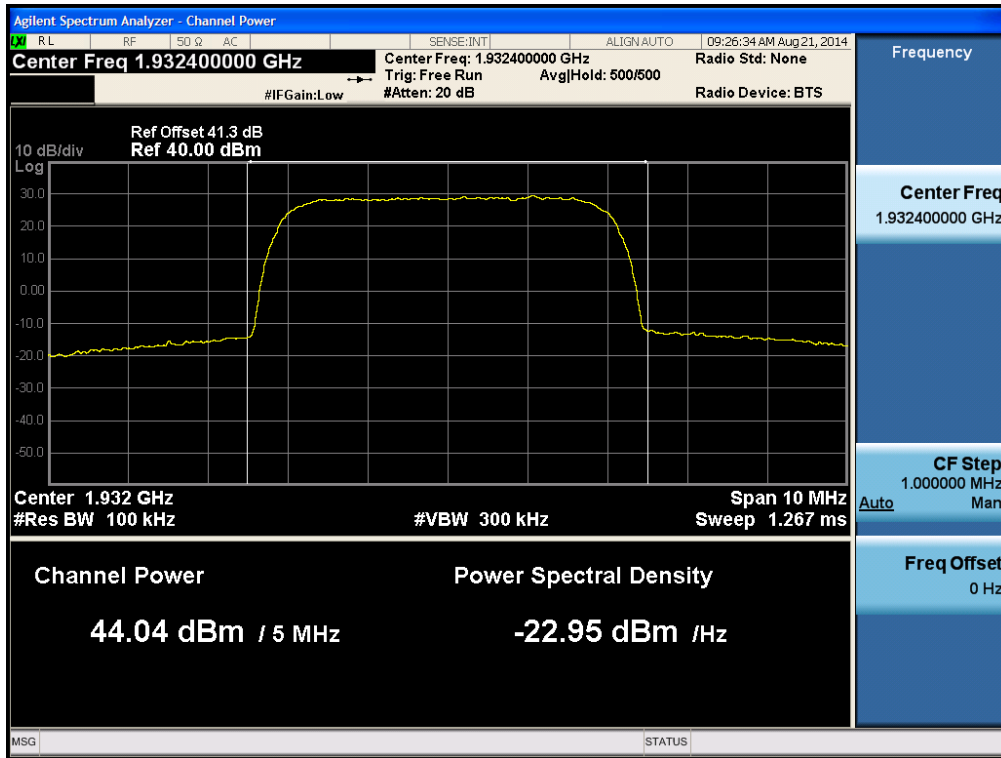 Agilent Spectrum Analyzer - Channel Power
LXI RL RF 50 Ω AC SENSE:INT ALIGNAUTO 09:26:34 AM Aug 21, 2014
Center Freq 1.932400000 GHz
Center Freq: 1.932400000 GHz Radio Std: None
Trig: Free Run Avg|Hold: 500/500
#IFGain:Low #Atten: 20 dB Radio Device: BTS
Ref Offset 41.3 dB
10 dB/div Ref 40.00 dBm
Log
30.0
20.0
10.0
0.00
-10.0
-20.0
-30.0
-40.0
-50.0
Center 1.932 GHz Span 10 MHz
#Res BW 100 kHz #VBW 300 kHz Sweep 1.267 ms
Channel Power Power Spectral Density
44.04 dBm / 5 MHz -22.95 dBm /Hz
MSG STATUS
Frequency
Center Freq
1.932400000 GHz
CF Step
1.000000 MHz
Auto Man
Freq Offset
0 Hz